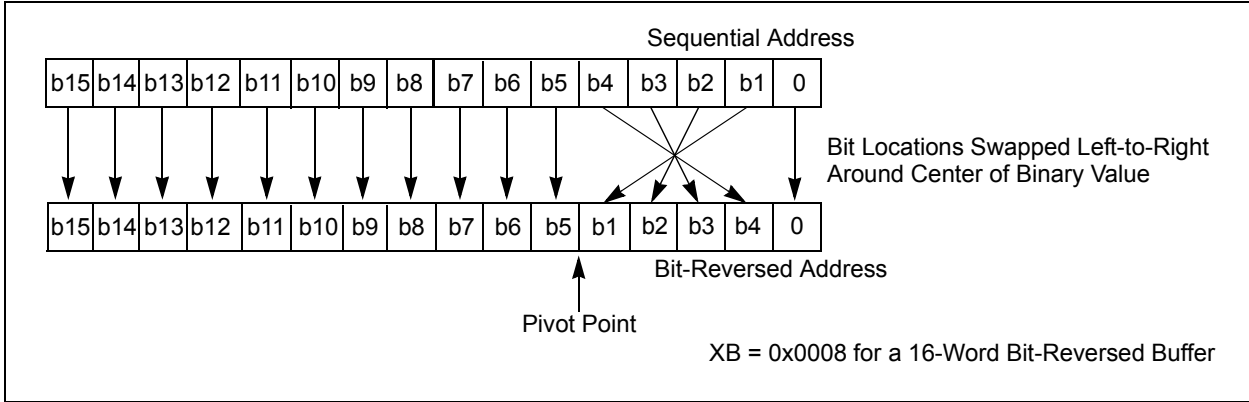 Sequential Address
b15 b14 b13 b12 b11 b10 b9 b8 b7 b6 b5 b4 b3 b2 b1 0
Bit Locations Swapped Left-to-Right
Around Center of Binary Value
b15 b14 b13 b12 b11 b10 b9 b8 b7 b6 b5 b1 b2 b3 b4 0
Bit-Reversed Address
Pivot Point
XB = 0x0008 for a 16-Word Bit-Reversed Buffer